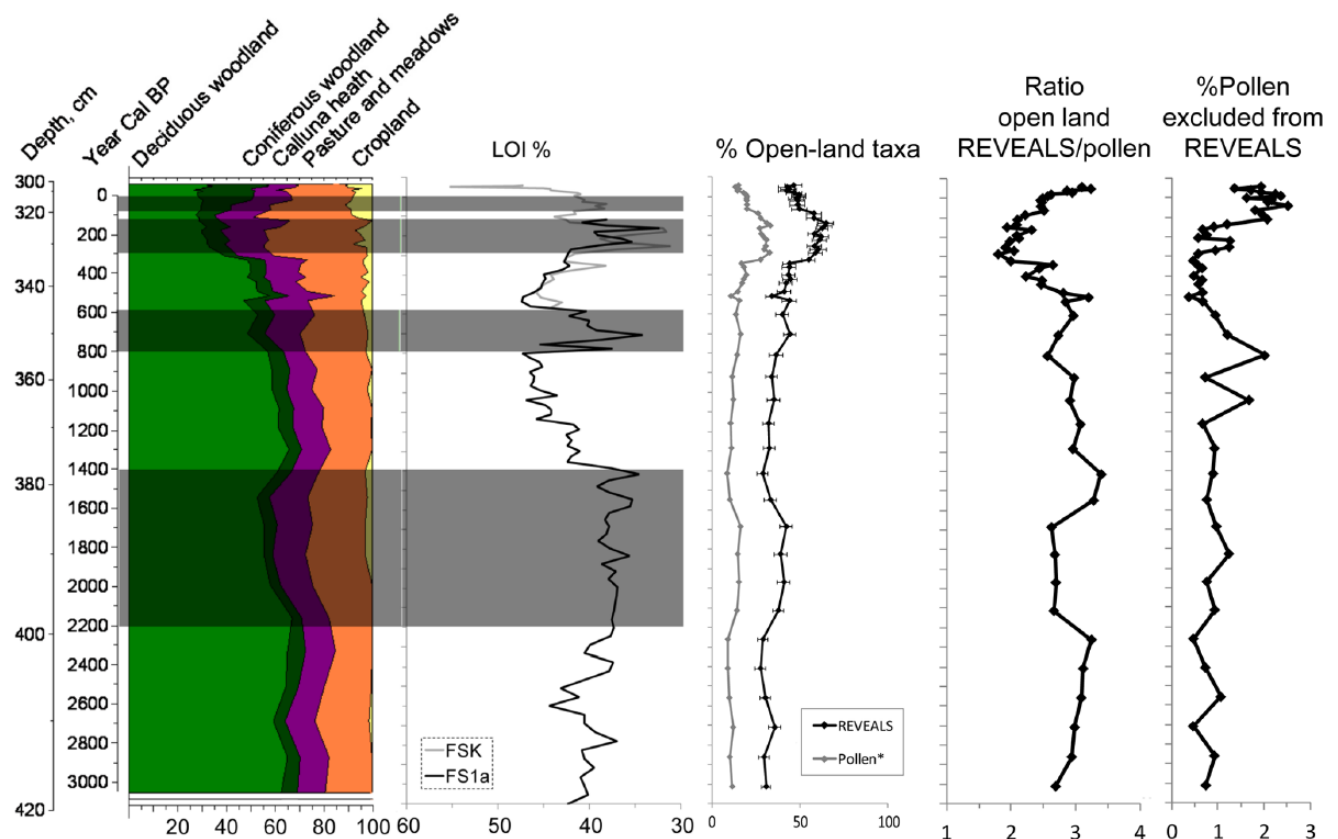 Depth, cm
Year Cal BP
Deciduous woodland
Coniferous woodland
Calluna heath
Pasture and meadows
Cropland
LOI %
% Open-land taxa
Ratio
open land
REVEALS/pollen
%Pollen
excluded from
REVEALS
300
320
340
360
380
400
420
0
200
400
600
800
1000
1200
1400
1600
1800
2000
2200
2400
2600
2800
3000
FSK
FS1a
REVEALS
Pollen*
20 40 60 80 100
60 50 40 30
0 50 100
1 2 3 4
0 1 2 3